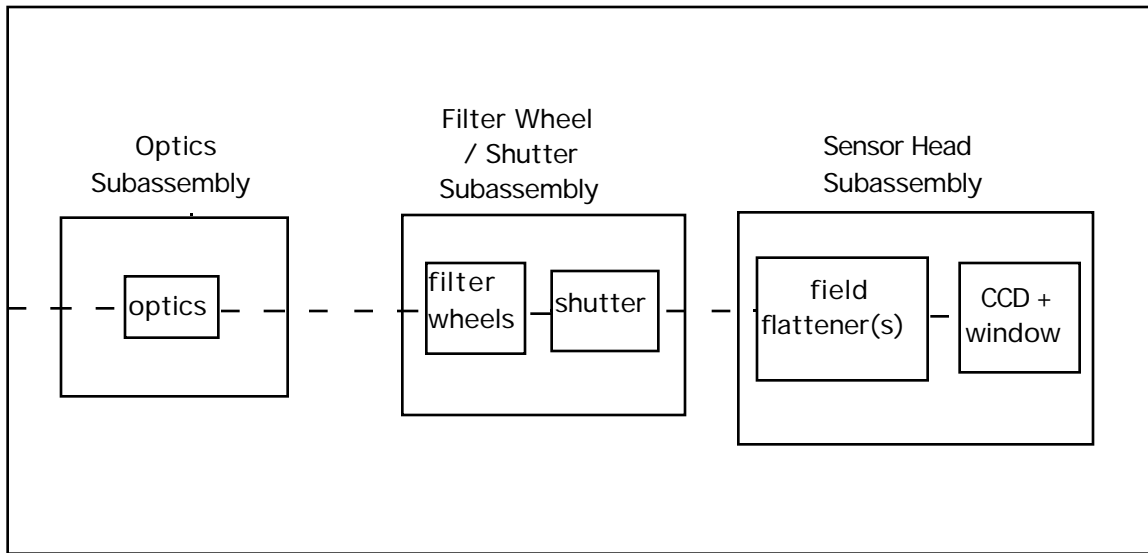 Optics
Subassembly
Filter Wheel
/ Shutter
Subassembly
Sensor Head
Subassembly
optics
filter
wheels
shutter
field
flattener(s)
CCD +
window